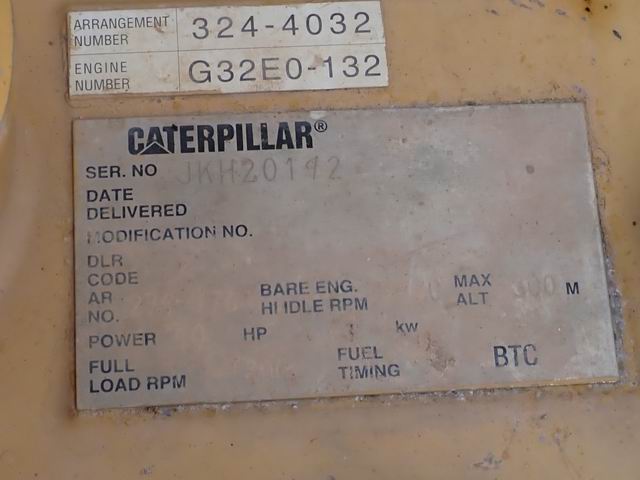 ARRANGEMENT NUMBER 324-4032
ENGINE NUMBER G32E0-132
CATERPILLAR®
SER. NO JKH20142
DATE
DELIVERED
MODIFICATION NO.
DLR
CODE
AR
NO.
BARE ENG.
HI IDLE RPM
MAX
ALT
M
POWER HP kw
FULL
LOAD RPM
FUEL
TIMING
BTC